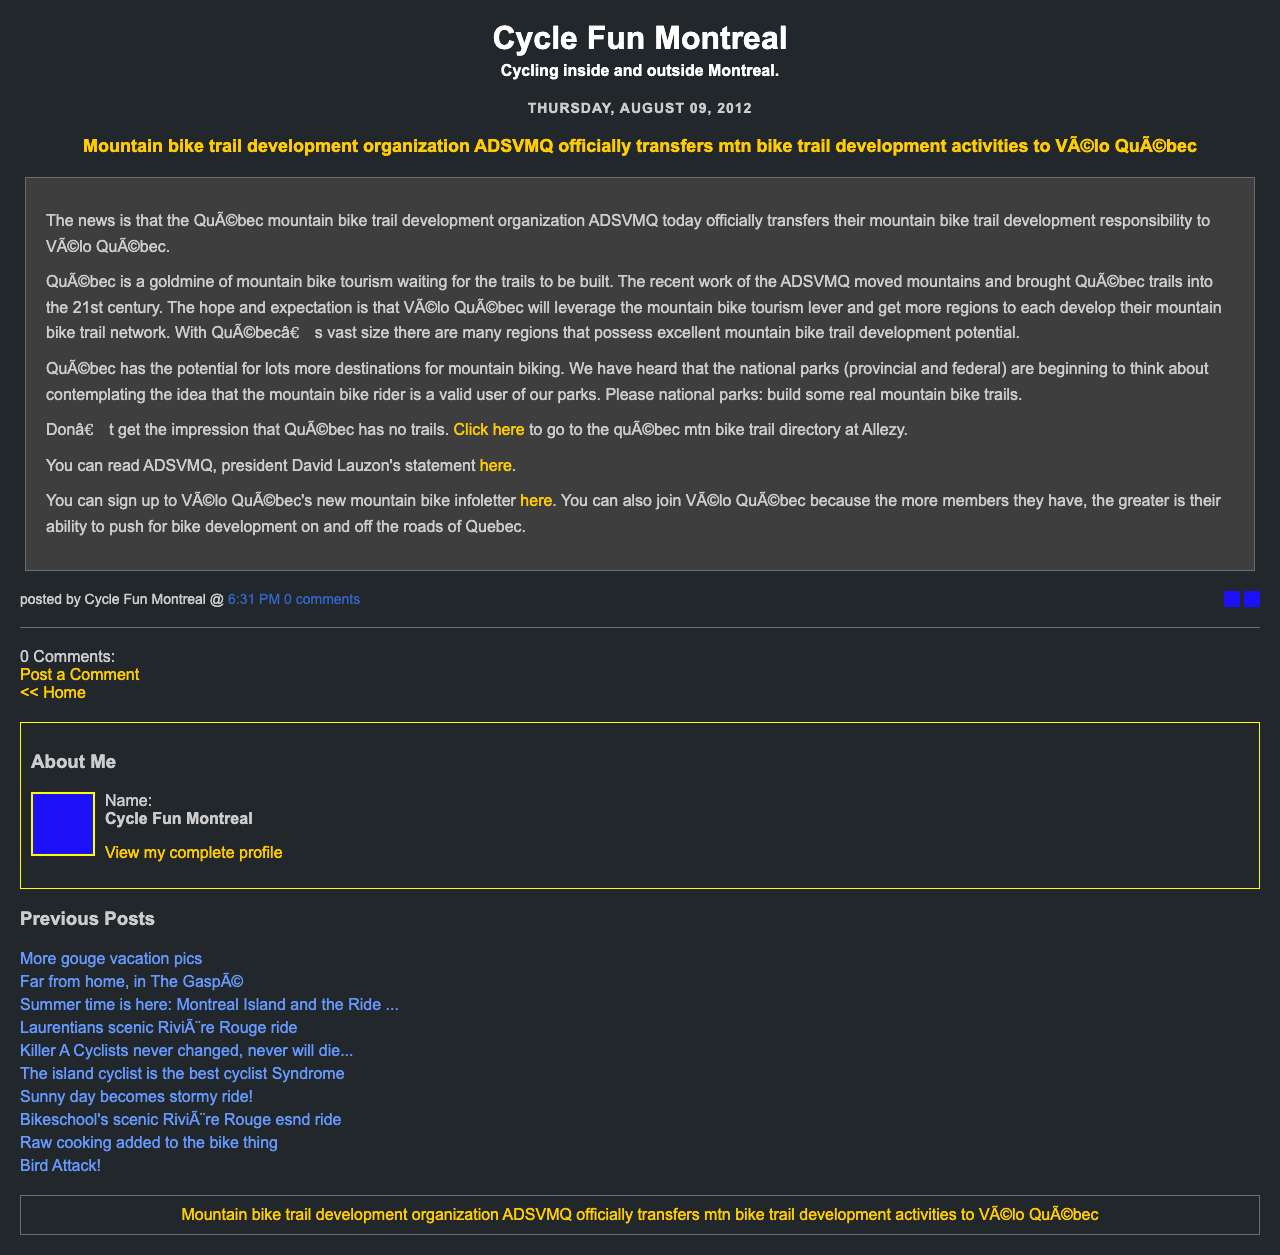 Cycle Fun Montreal
Cycling inside and outside Montreal.
THURSDAY, AUGUST 09, 2012
Mountain bike trail development organization ADSVMQ officially transfers mtn bike trail development activities to VÃ©lo QuÃ©bec
The news is that the QuÃ©bec mountain bike trail development organization ADSVMQ today officially transfers their mountain bike trail development responsibility to
VÃ©lo QuÃ©bec.
QuÃ©bec is a goldmine of mountain bike tourism waiting for the trails to be built. The recent work of the ADSVMQ moved mountains and brought QuÃ©bec trails into
the 21st century. The hope and expectation is that VÃ©lo QuÃ©bec will leverage the mountain bike tourism lever and get more regions to each develop their mountain
bike trail network. With QuÃ©becâ€ s vast size there are many regions that possess excellent mountain bike trail development potential.
QuÃ©bec has the potential for lots more destinations for mountain biking. We have heard that the national parks (provincial and federal) are beginning to think about
contemplating the idea that the mountain bike rider is a valid user of our parks. Please national parks: build some real mountain bike trails.
Donâ€ t get the impression that QuÃ©bec has no trails. Click here to go to the quÃ©bec mtn bike trail directory at Allezy.
You can read ADSVMQ, president David Lauzon's statement here.
You can sign up to VÃ©lo QuÃ©bec's new mountain bike infoletter here. You can also join VÃ©lo QuÃ©bec because the more members they have, the greater is their
ability to push for bike development on and off the roads of Quebec.
posted by Cycle Fun Montreal @ 6:31 PM 0 comments
0 Comments:
Post a Comment
<< Home
About Me
Name:
Cycle Fun Montreal
View my complete profile
Previous Posts
More gouge vacation pics
Far from home, in The GaspÃ©
Summer time is here: Montreal Island and the Ride ...
Laurentians scenic RiviÃ¨re Rouge ride
Killer A Cyclists never changed, never will die...
The island cyclist is the best cyclist Syndrome
Sunny day becomes stormy ride!
Bikeschool's scenic RiviÃ¨re Rouge esnd ride
Raw cooking added to the bike thing
Bird Attack!
Mountain bike trail development organization ADSVMQ officially transfers mtn bike trail development activities to VÃ©lo QuÃ©bec